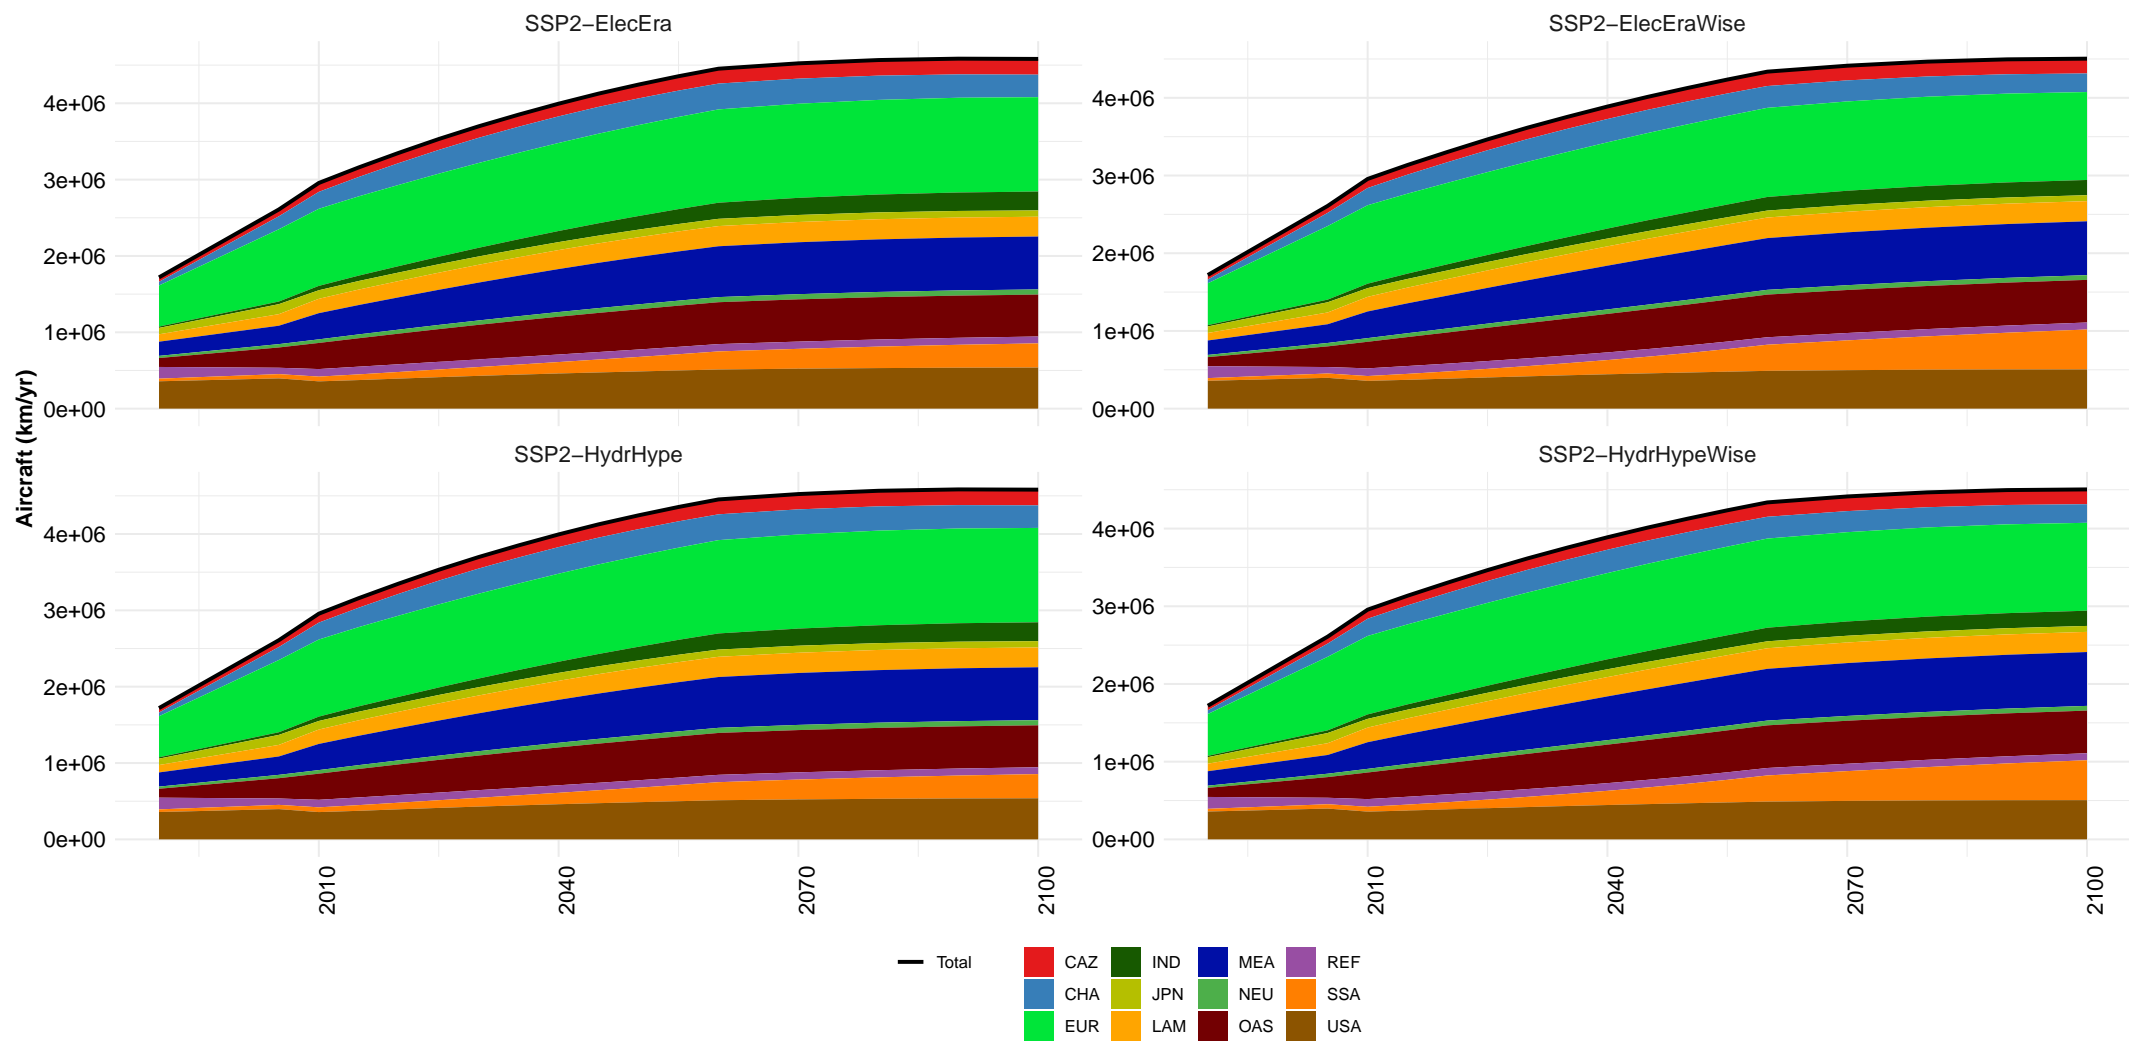 SSP2−ElecEra
SSP2−ElecEraWise
4e+06
3e+06
2e+06
1e+06
0e+00
4e+06
3e+06
2e+06
1e+06
0e+00
Aircraft (km/yr)
SSP2−HydrHype
SSP2−HydrHypeWise
4e+06
3e+06
2e+06
1e+06
0e+00
4e+06
3e+06
2e+06
1e+06
0e+00
2010
2040
2070
2100
2010
2040
2070
2100
Total
CAZ IND MEA REF
CHA JPN NEU SSA
EUR LAM OAS USA